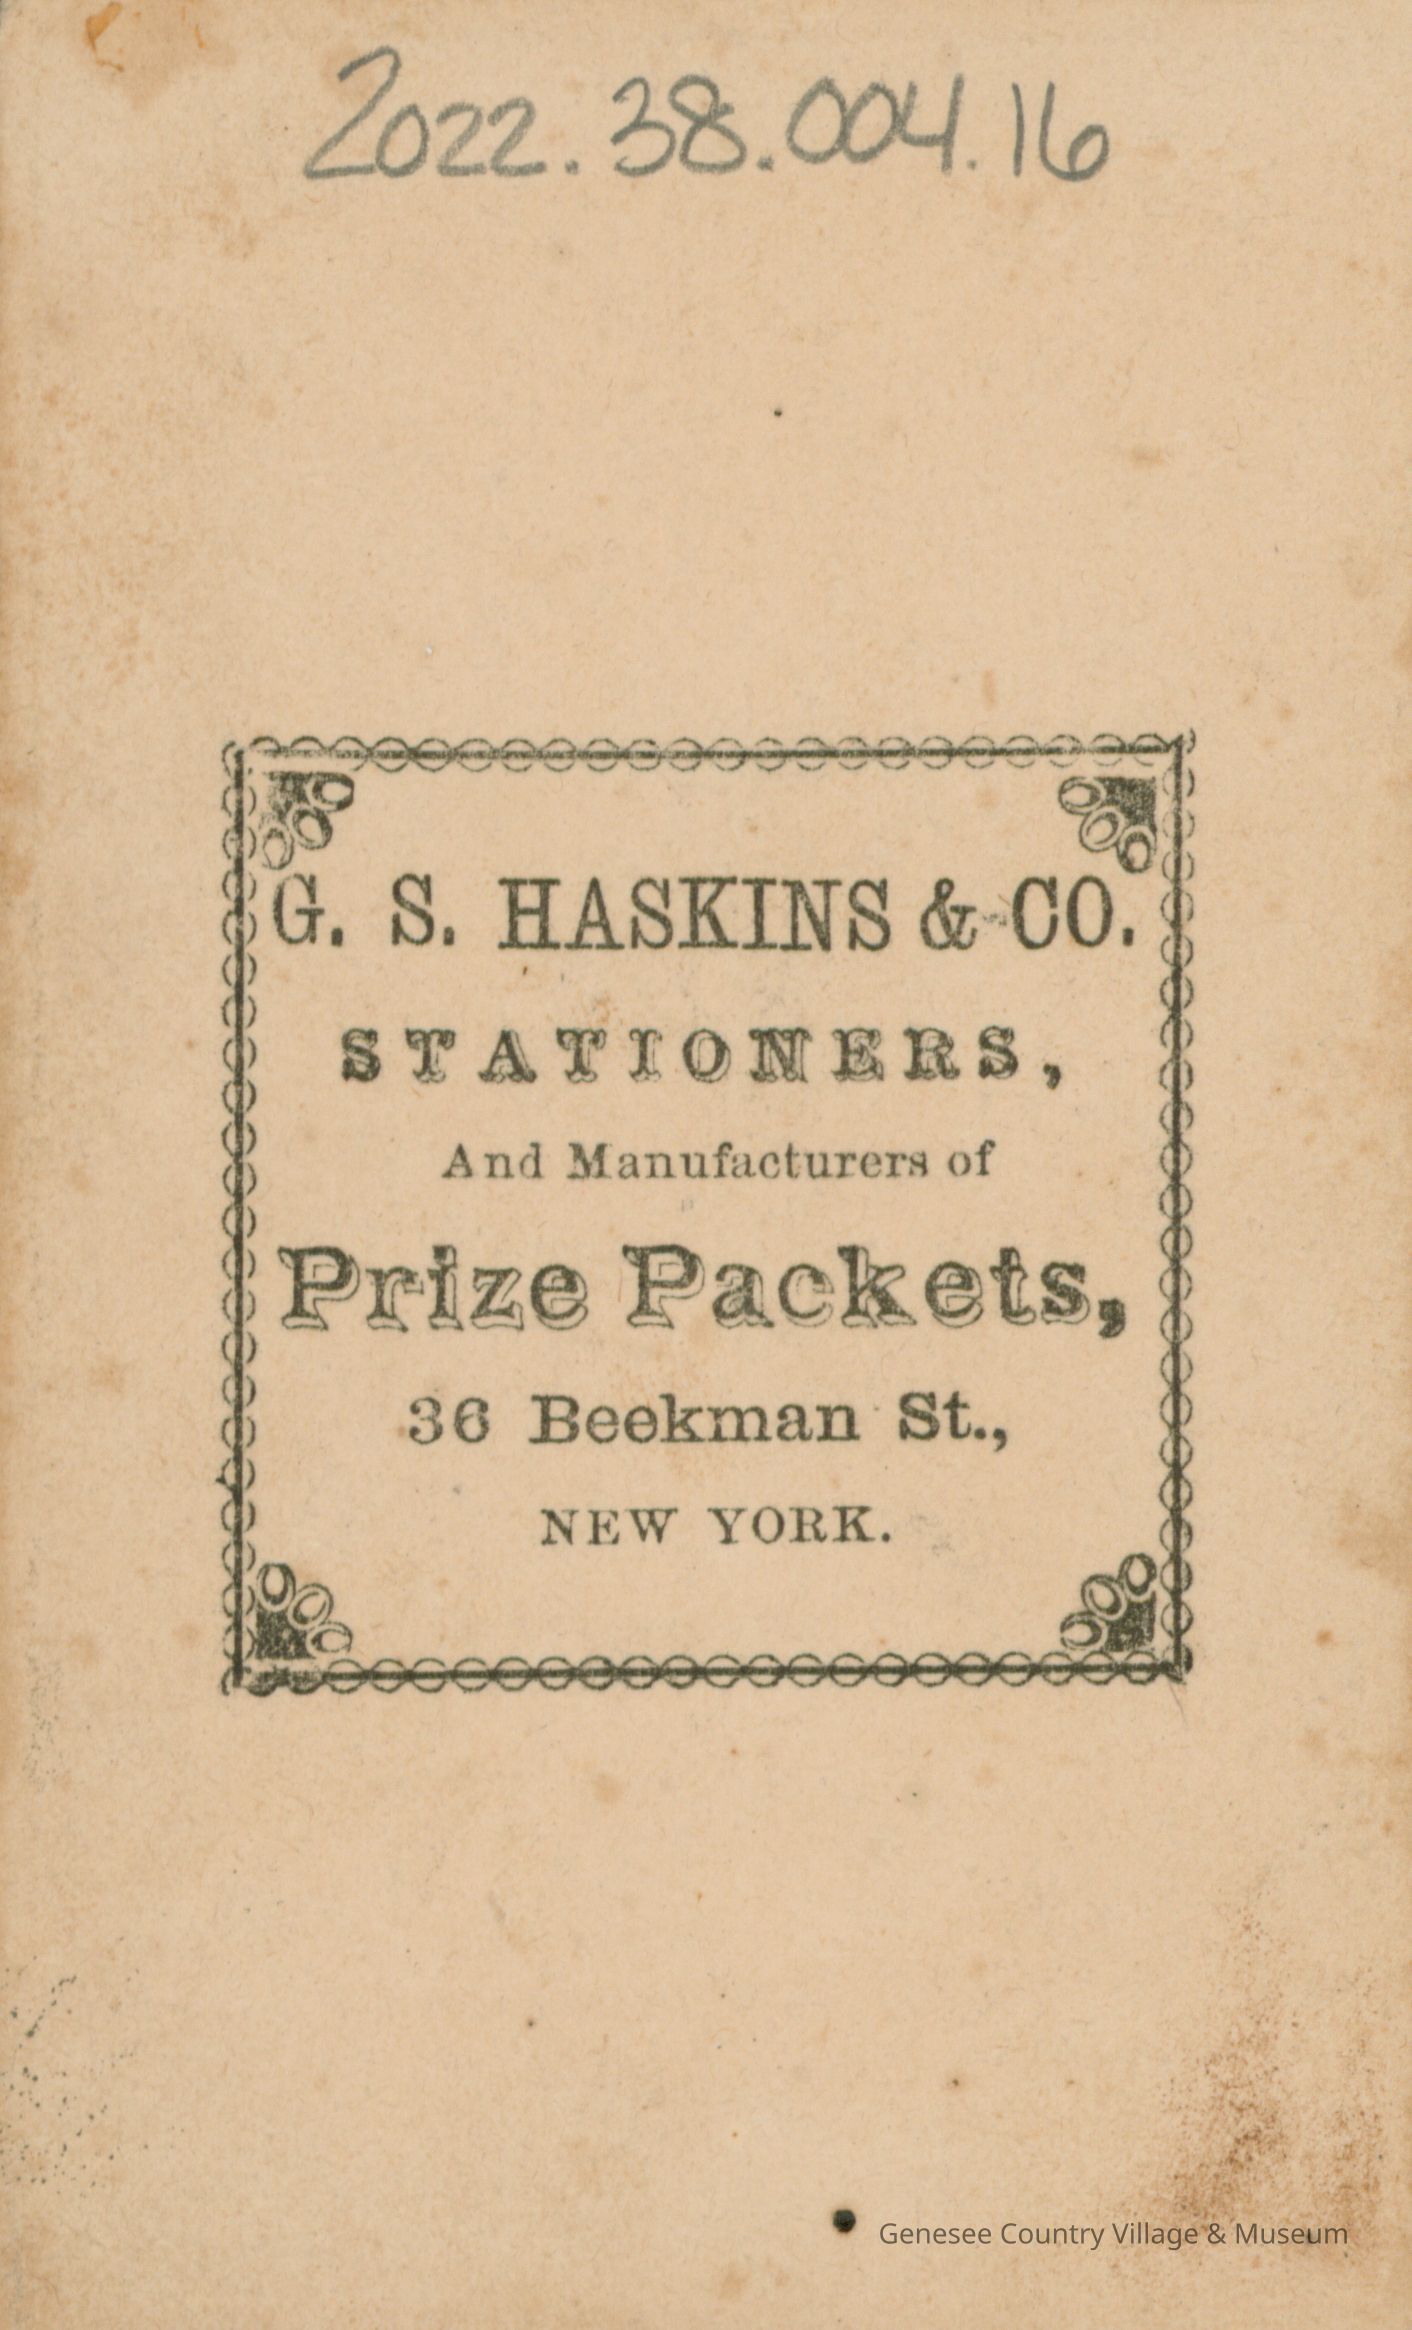 2022.38.004.16
G. S. HASKINS & CO.
STATIONERS,
And Manufacturers of
Prize Packets,
36 Beekman St.,
NEW YORK.
Genesee Country Village & Museum